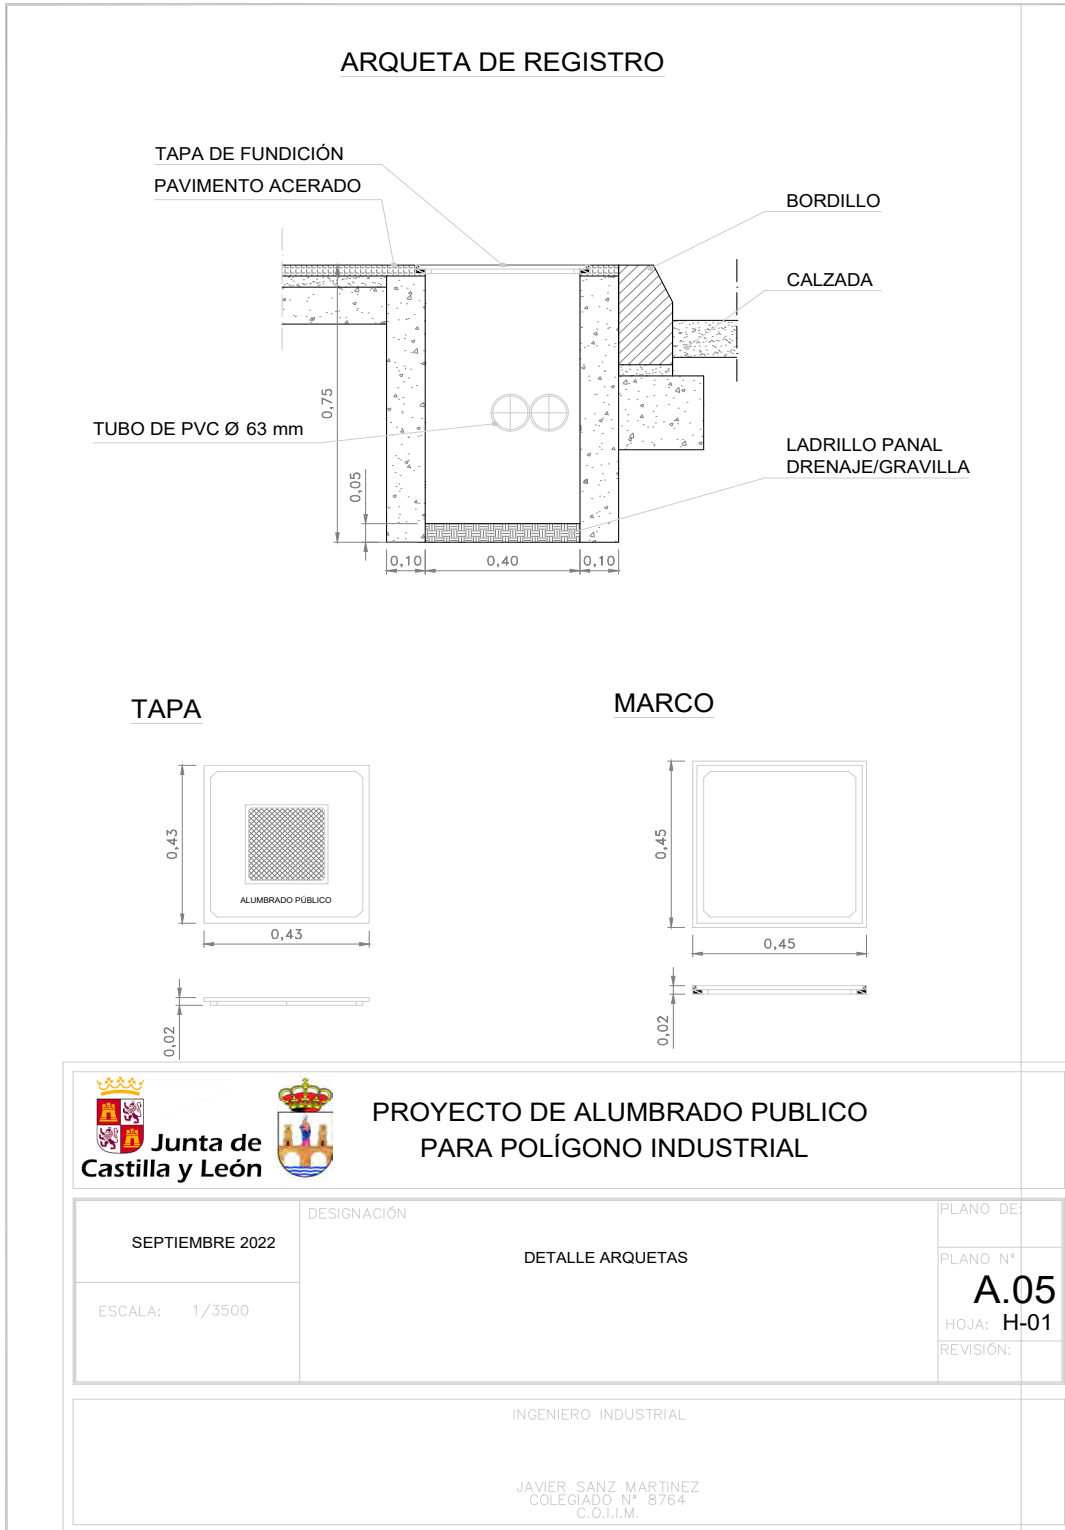 ARQUETA DE REGISTRO
TAPA DE FUNDICIÓN
PAVIMENTO ACERADO
BORDILLO
CALZADA
0,75
TUBO DE PVC Ø 63 mm
LADRILLO PANAL
DRENAJE/GRAVILLA
0,05
0,10
0,40
0,10
TAPA
MARCO
0,43
ALUMBRADO PÚBLICO
0,43
0,45
0,45
0,02
0,02
Junta de
Castilla y León
PROYECTO DE ALUMBRADO PUBLICO
PARA POLÍGONO INDUSTRIAL
SEPTIEMBRE 2022
DESIGNACIÓN
DETALLE ARQUETAS
PLANO DE:
PLANO Nº
A.05
HOJA: H-01
REVISIÓN:
ESCALA: 1/3500
INGENIERO INDUSTRIAL
JAVIER SANZ MARTINEZ
COLEGIADO Nº 8764
C.O.I.I.M.